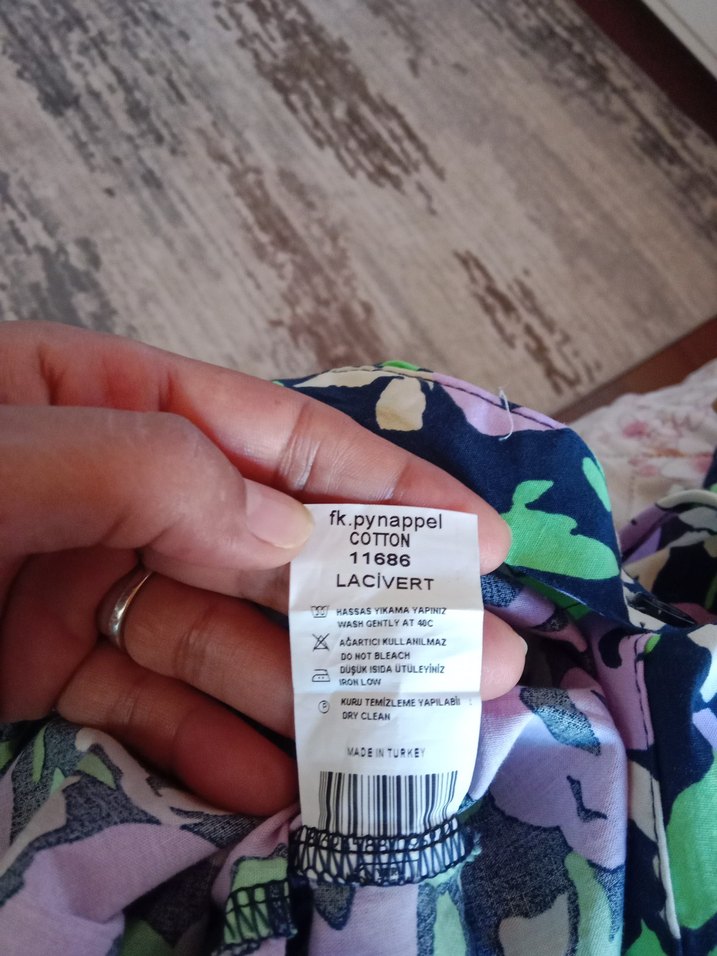 fk.pynappel
COTTON
11686
LACİVERT
HASSAS YIKAMA YAPINIZ
WASH GENTLY AT 40C
AĞARTICI KULLANILMAZ
DO NOT BLEACH
DÜŞÜK ISIDA ÜTÜLEYİNİZ
IRON LOW
KURU TEMİZLEME YAPILABİLİ
DRY CLEAN
MADE IN TURKEY